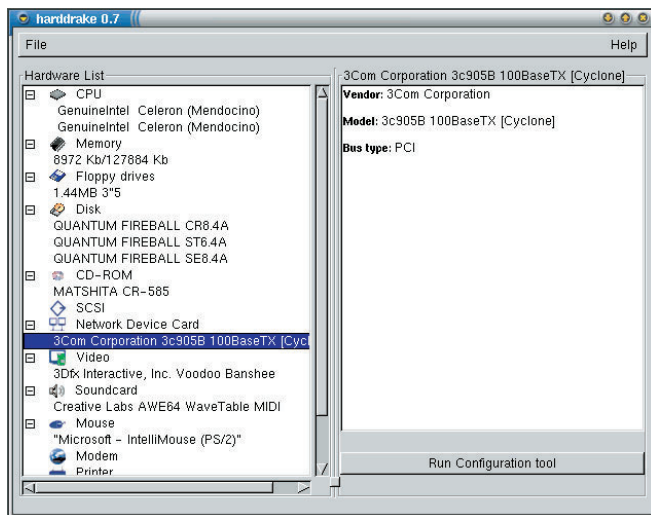 harddrake 0.7
File
Help
Hardware List
CPU
GenuineIntel Celeron (Mendocino)
GenuineIntel Celeron (Mendocino)
Memory
8972 Kb/127884 Kb
Floppy drives
1.44MB 3"5
Disk
QUANTUM FIREBALL CR8.4A
QUANTUM FIREBALL ST6.4A
QUANTUM FIREBALL SE8.4A
CD-ROM
MATSHITA CR-585
SCSI
Network Device Card
3Com Corporation 3c905B 100BaseTX [Cycl
Video
3Dfx Interactive, Inc. Voodoo Banshee
Soundcard
Creative Labs AWE64 WaveTable MIDI
Mouse
"Microsoft - IntelliMouse (PS/2)"
Modem
Printer
3Com Corporation 3c905B 100BaseTX [Cyclone]
Vendor: 3Com Corporation
Model: 3c905B 100BaseTX [Cyclone]
Bus type: PCI
Run Configuration tool